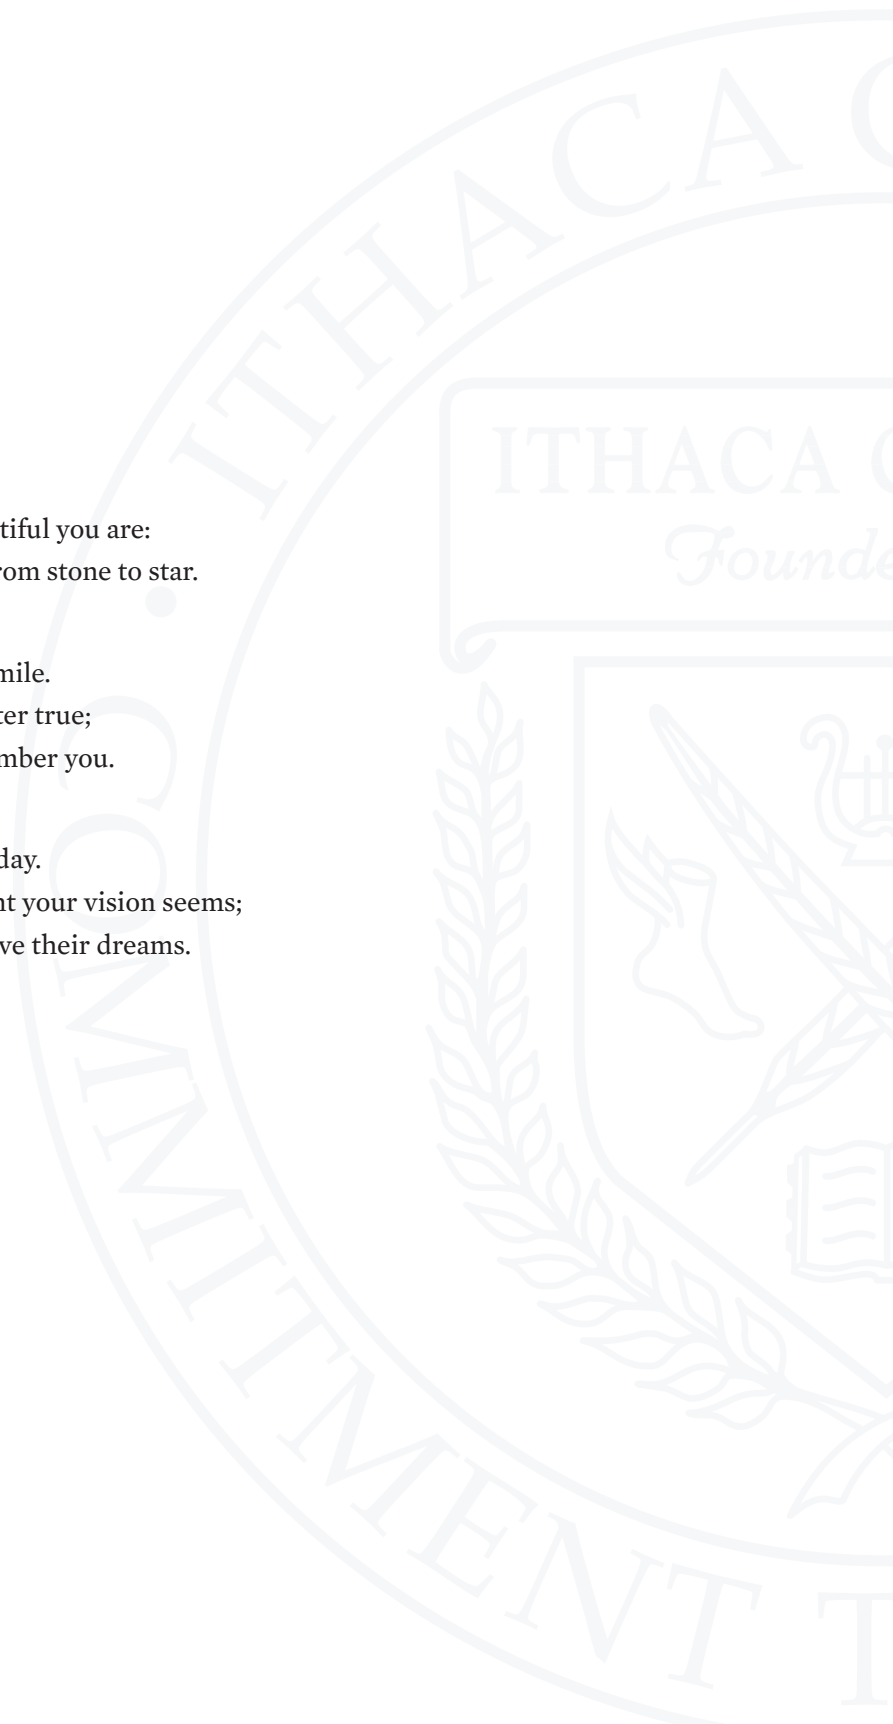 ITHACA
ITHACA
Founde
tiful you are:
rom stone to star.
mile.
ter true;
mber you.
day.
nt your vision seems;
ve their dreams.
COMMITMENT T